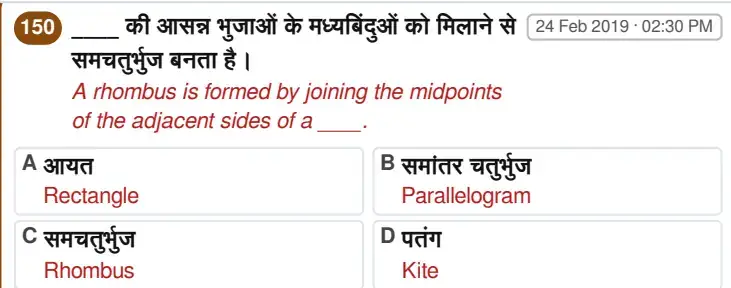 150 ____ की आसन्न भुजाओं के मध्यबिंदुओं को मिलाने से 24 Feb 2019 · 02:30 PM
समचतुर्भुज बनता है।
A rhombus is formed by joining the midpoints
of the adjacent sides of a ____.
A आयत
Rectangle
B समांतर चतुर्भुज
Parallelogram
C समचतुर्भुज
Rhombus
D पतंग
Kite